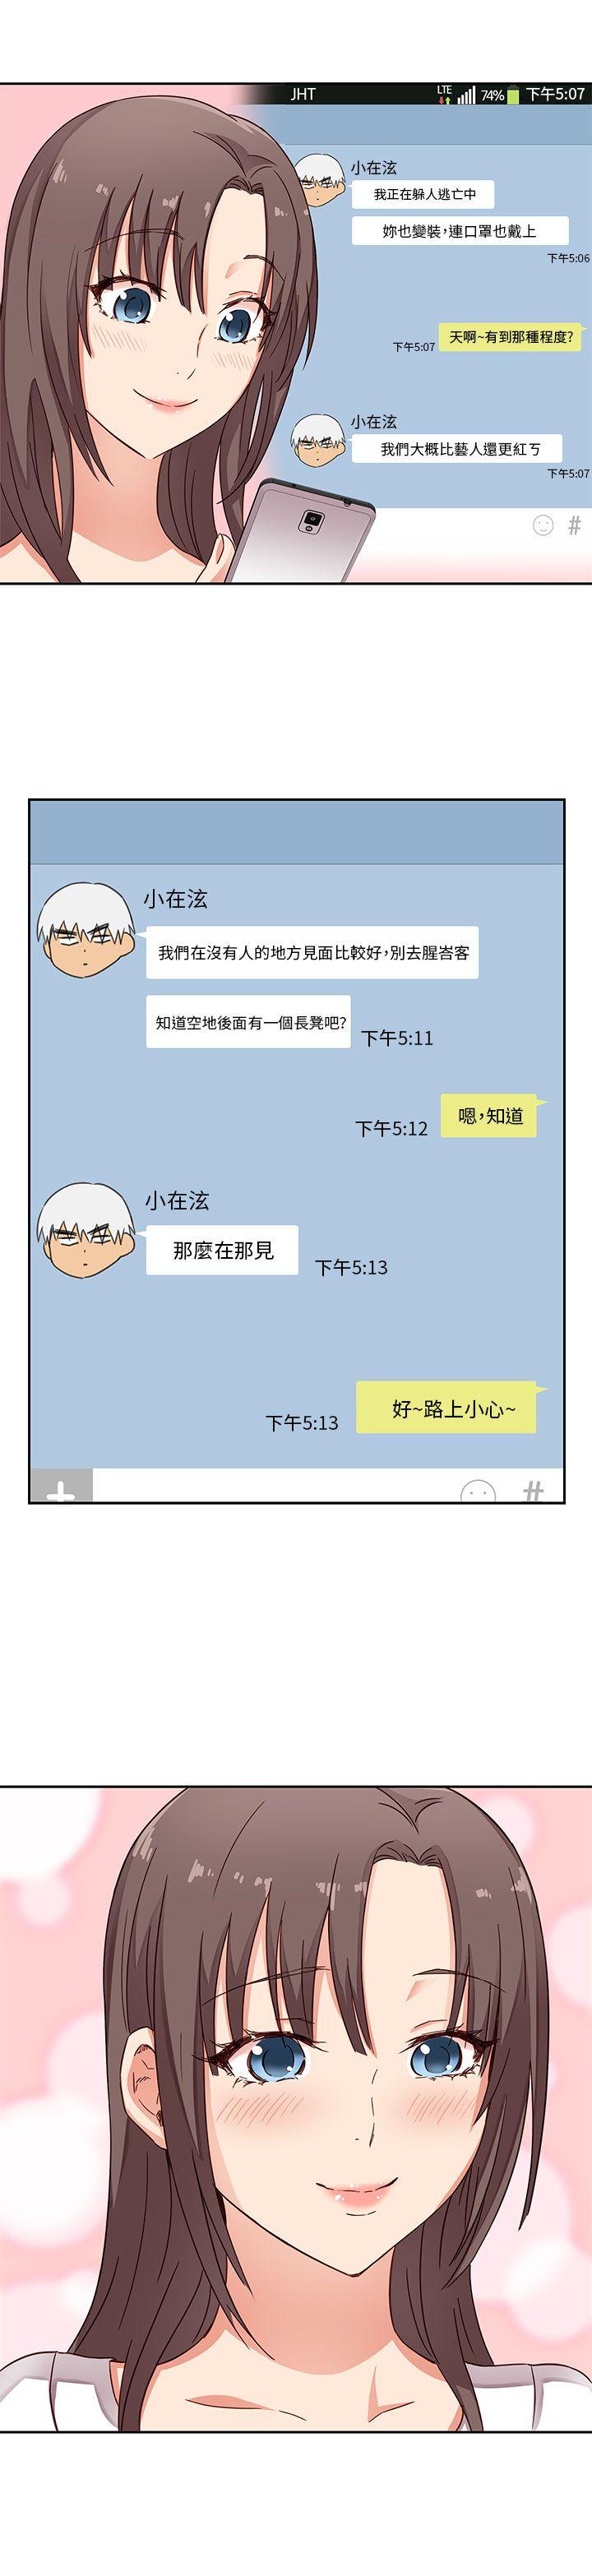 JHT LTE 74% 下午5:07
小在泫
我正在躲人逃亡中
妳也變裝,連口罩也戴上
下午5:06
天啊~有到那種程度?
下午5:07
小在泫
我們大概比藝人還更紅ㄎ
下午5:07
#
小在泫
我們在沒有人的地方見面比較好,別去腥峇客
知道空地後面有一個長凳吧?
下午5:11
嗯,知道
下午5:12
小在泫
那麼在那見
下午5:13
好~路上小心~
下午5:13
#